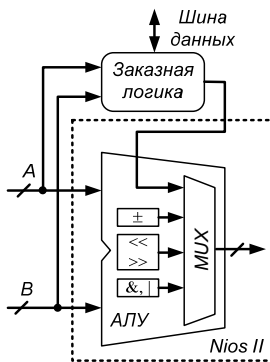 Шина
данных
Заказная
логика
A
±
<<
>>
MUX
B
&, |
АЛУ
Nios II